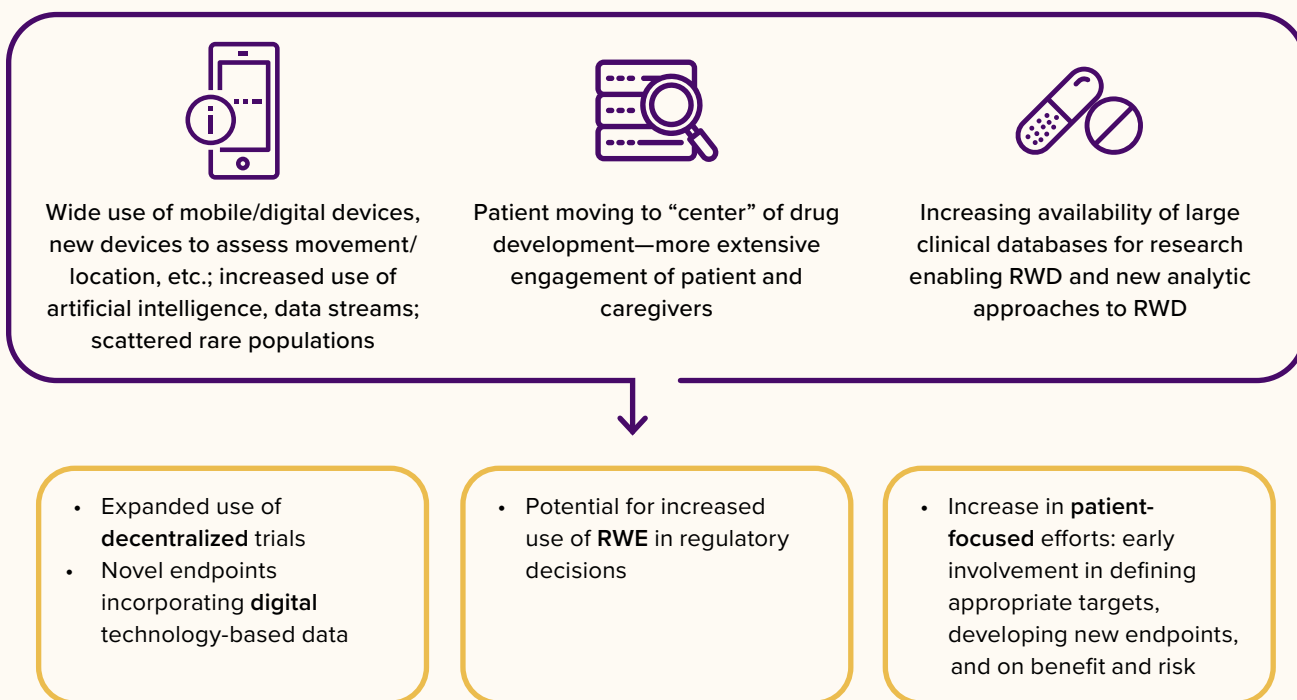 Wide use of mobile/digital devices,
new devices to assess movement/
location, etc.; increased use of
artificial intelligence, data streams;
scattered rare populations
Patient moving to “center” of drug
development—more extensive
engagement of patient and
caregivers
Increasing availability of large
clinical databases for research
enabling RWD and new analytic
approaches to RWD
• Expanded use of
decentralized trials
• Novel endpoints
incorporating digital
technology-based data
• Potential for increased
use of RWE in regulatory
decisions
• Increase in patient-
focused efforts: early
involvement in defining
appropriate targets,
developing new endpoints,
and on benefit and risk